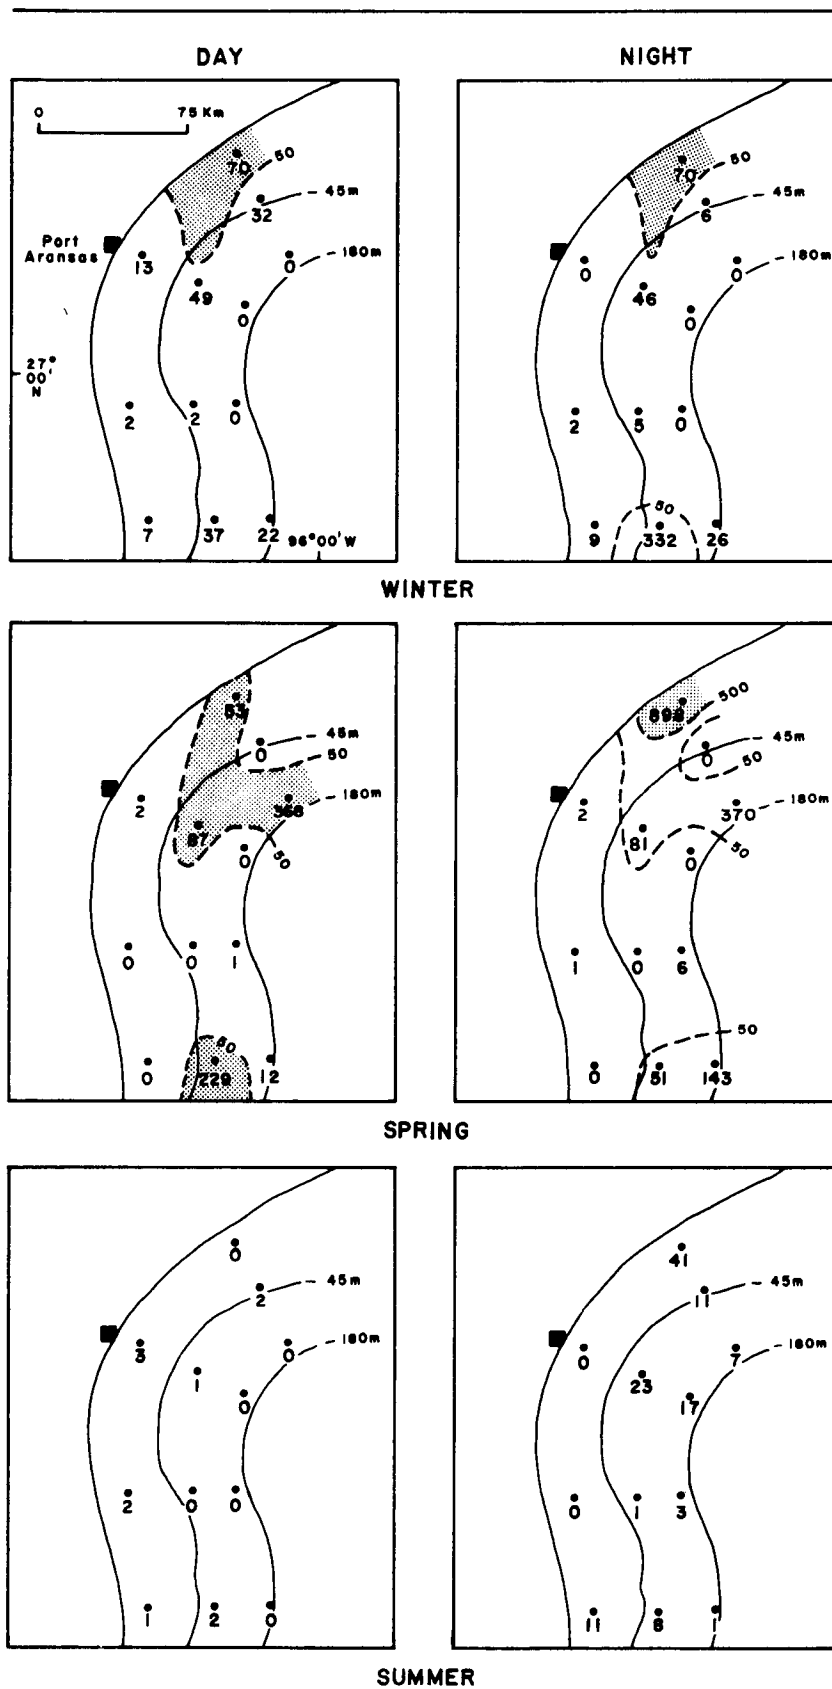 DAY NIGHT
0 75 Km
70 50
32 - 45m
Port
Aransas
13 0 - 180m
49
0
27°
00'
N
2 2 0
7 37 22 96°00'W
70 50
6 - 45m
0 0 - 180m
46
0
2 5 0
50
9 332 26
WINTER
53
0 - 45m
50
2 368 - 180m
87
0 50
0 0 1
50
0 229 12
500
0 - 45m
50
2 370 - 180m
81
0 50
1 0 6
50
0 51 143
SPRING
0
2 - 45m
3 0 - 180m
1
0
2 0 0
1 2 0
41
11 - 45m
0 7 - 180m
23
17
0 1 3
11 8 1
SUMMER